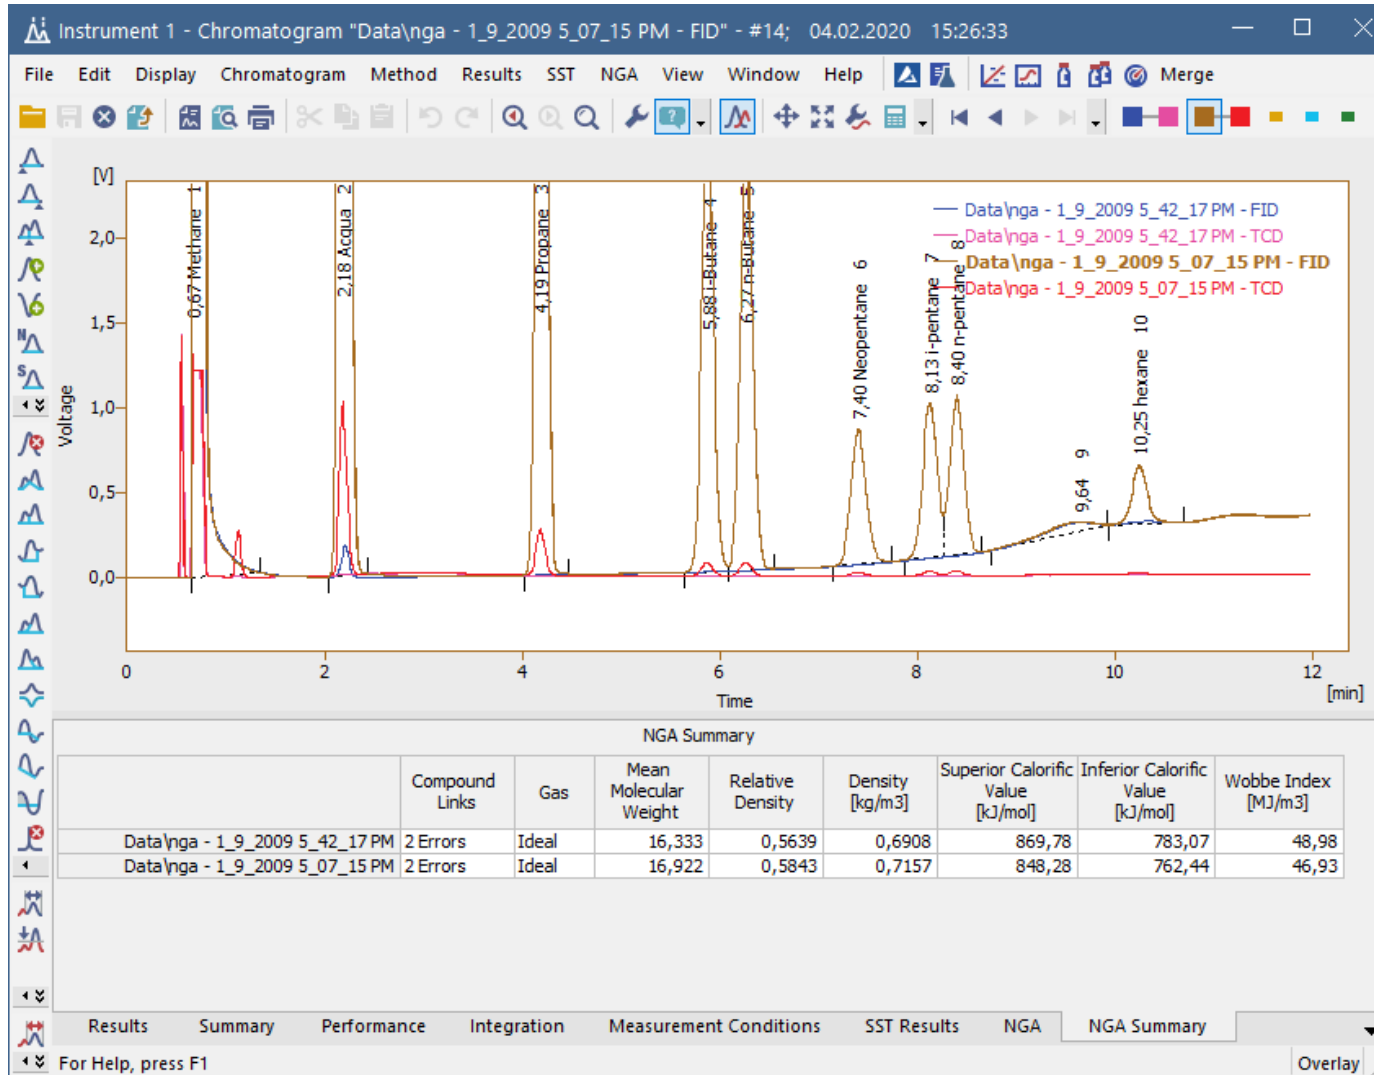 Instrument 1 - Chromatogram "Data\nga - 1_9_2009 5_07_15 PM - FID" - #14; 04.02.2020 15:26:33
File Edit Display Chromatogram Method Results SST NGA View Window Help Merge
[V]
2,0
1,5
1,0
0,5
0,0
Voltage
0,67 Methane 1
2,18 Acqua 2
4,19 Propane 3
5,88 i-Butane 4
6,27 n-Butane 5
7,40 Neopentane 6
8,13 i-pentane 7
8,40 n-pentane 8
9,64 9
10,25 hexane 10
Data\nga - 1_9_2009 5_42_17 PM - FID
Data\nga - 1_9_2009 5_42_17 PM - TCD
Data\nga - 1_9_2009 5_07_15 PM - FID
Data\nga - 1_9_2009 5_07_15 PM - TCD
0 2 4 6 8 10 12
Time
[min]
NGA Summary
Compound Links Gas Mean Molecular Weight Relative Density Density [kg/m3] Superior Calorific Value [kJ/mol] Inferior Calorific Value [kJ/mol] Wobbe Index [MJ/m3]
Data\nga - 1_9_2009 5_42_17 PM 2 Errors Ideal 16,333 0,5639 0,6908 869,78 783,07 48,98
Data\nga - 1_9_2009 5_07_15 PM 2 Errors Ideal 16,922 0,5843 0,7157 848,28 762,44 46,93
Results Summary Performance Integration Measurement Conditions SST Results NGA NGA Summary
For Help, press F1 Overlay